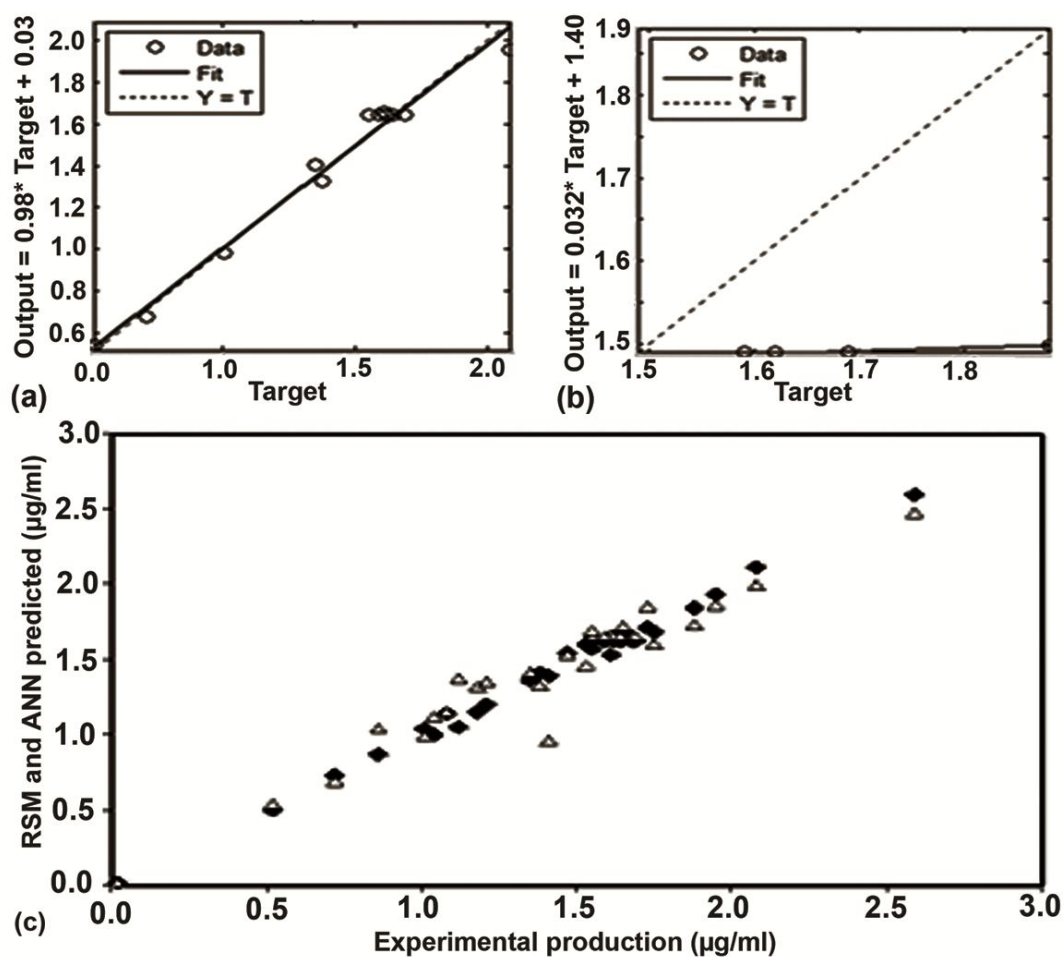 Output = 0.98* Target + 0.03
2.0
1.6
1.4
1.2
1.0
0.8
0.6
Data
Fit
Y = T
0.0 1.0 1.5 2.0
Target
(a)
Output = 0.032* Target + 1.40
1.9
1.8
1.7
1.6
1.5
Data
Fit
Y = T
1.5 1.6 1.7 1.8
Target
(b)
RSM and ANN predicted (µg/ml)
3.0
2.5
2.0
1.5
1.0
0.5
0.0
0.0 0.5 1.0 1.5 2.0 2.5 3.0
Experimental production (µg/ml)
(c)